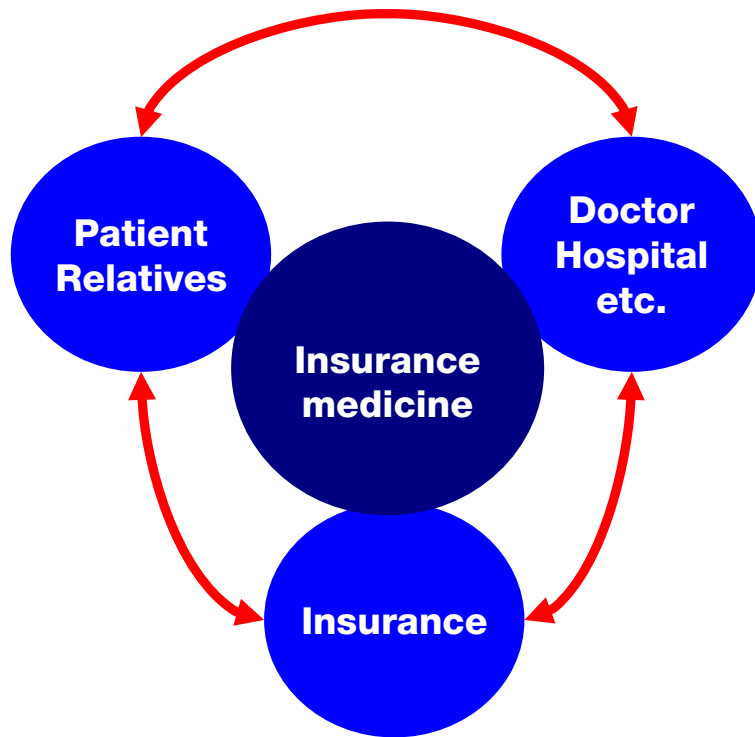 Patient
Relatives
Doctor
Hospital
etc.
Insurance
medicine
Insurance